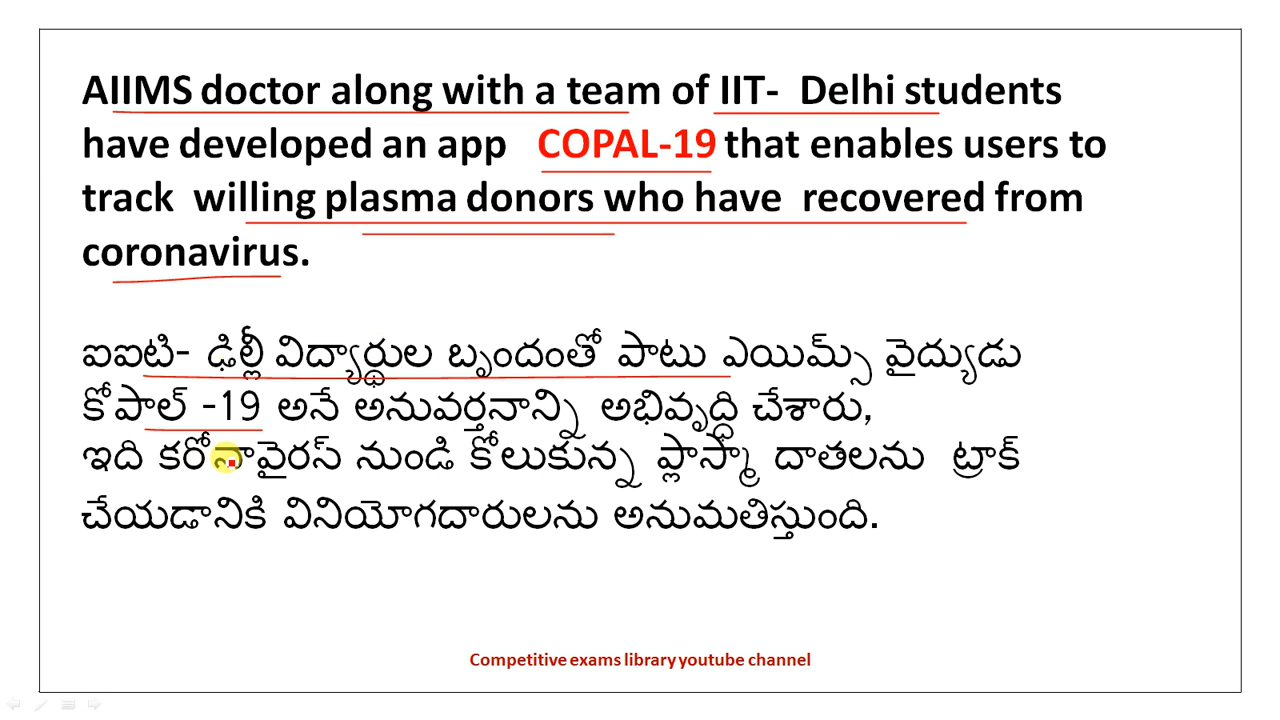 AIIMS doctor along with a team of IIT- Delhi students
have developed an app COPAL-19 that enables users to
track willing plasma donors who have recovered from
coronavirus.
ఐఐటి- ఢిల్లీ విద్యార్థుల బృందంతో పాటు ఎయిమ్స్ వైద్యుడు
కోపాల్ -19 అనే అనువర్తనాన్ని అభివృద్ధి చేశారు,
ఇది కరోనావైరస్ నుండి కోలుకున్న ప్లాస్మా దాతలను ట్రాక్
చేయడానికి వినియోగదారులను అనుమతిస్తుంది.
Competitive exams library youtube channel